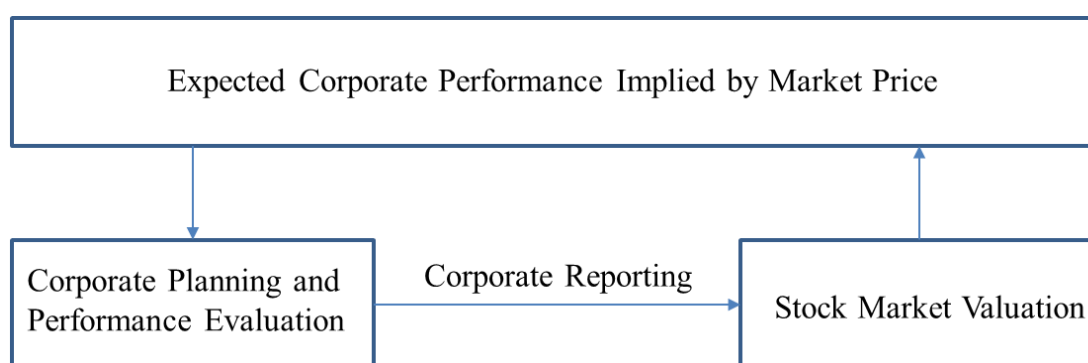 Expected Corporate Performance Implied by Market Price
Corporate Planning and
Performance Evaluation
Corporate Reporting
Stock Market Valuation